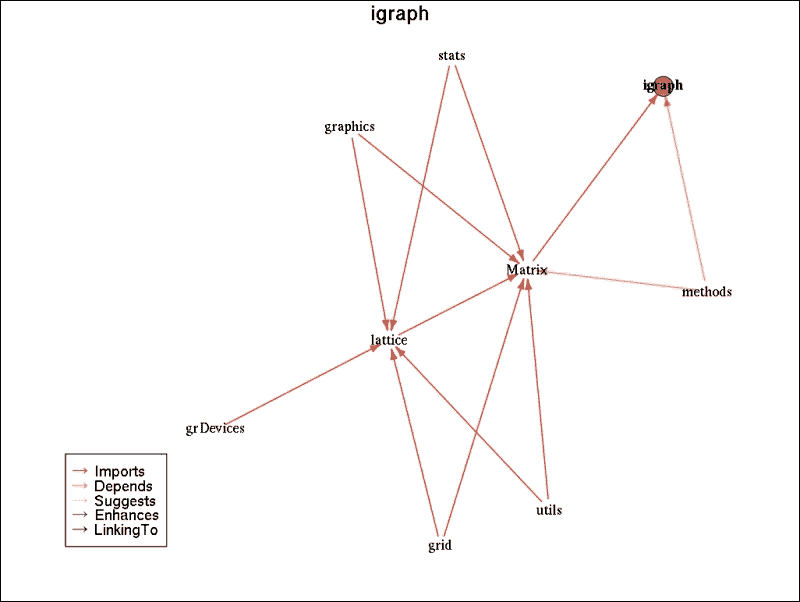 igraph
stats
igraph
graphics
Matrix
methods
lattice
grDevices
Imports
Depends
Suggests
Enhances
LinkingTo
utils
grid